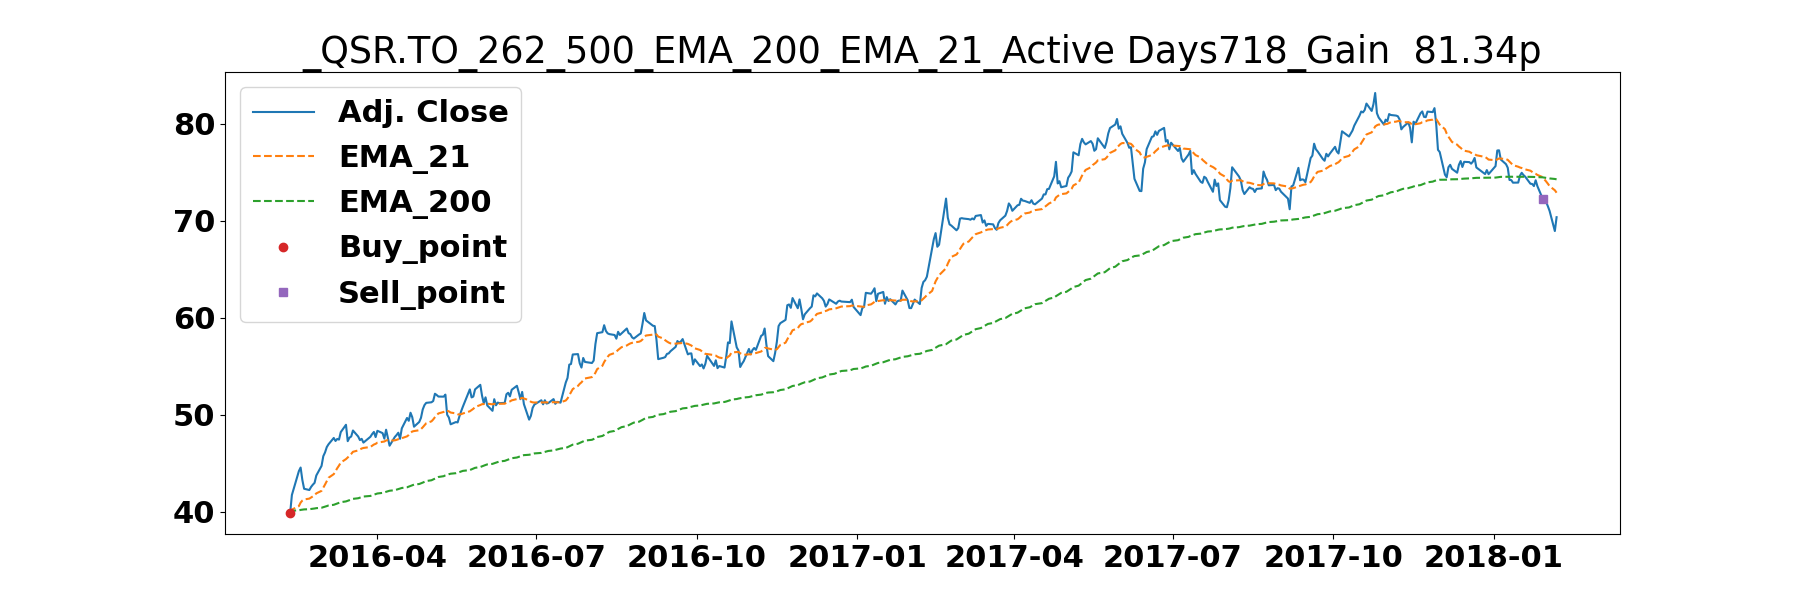 _QSR.TO_262_500_EMA_200_EMA_21_Active Days718_Gain  81.34p
Adj. Close
EMA_21
EMA_200
Buy_point
Sell_point
80
70
60
50
40
2016-04
2016-07
2016-10
2017-01
2017-04
2017-07
2017-10
2018-01